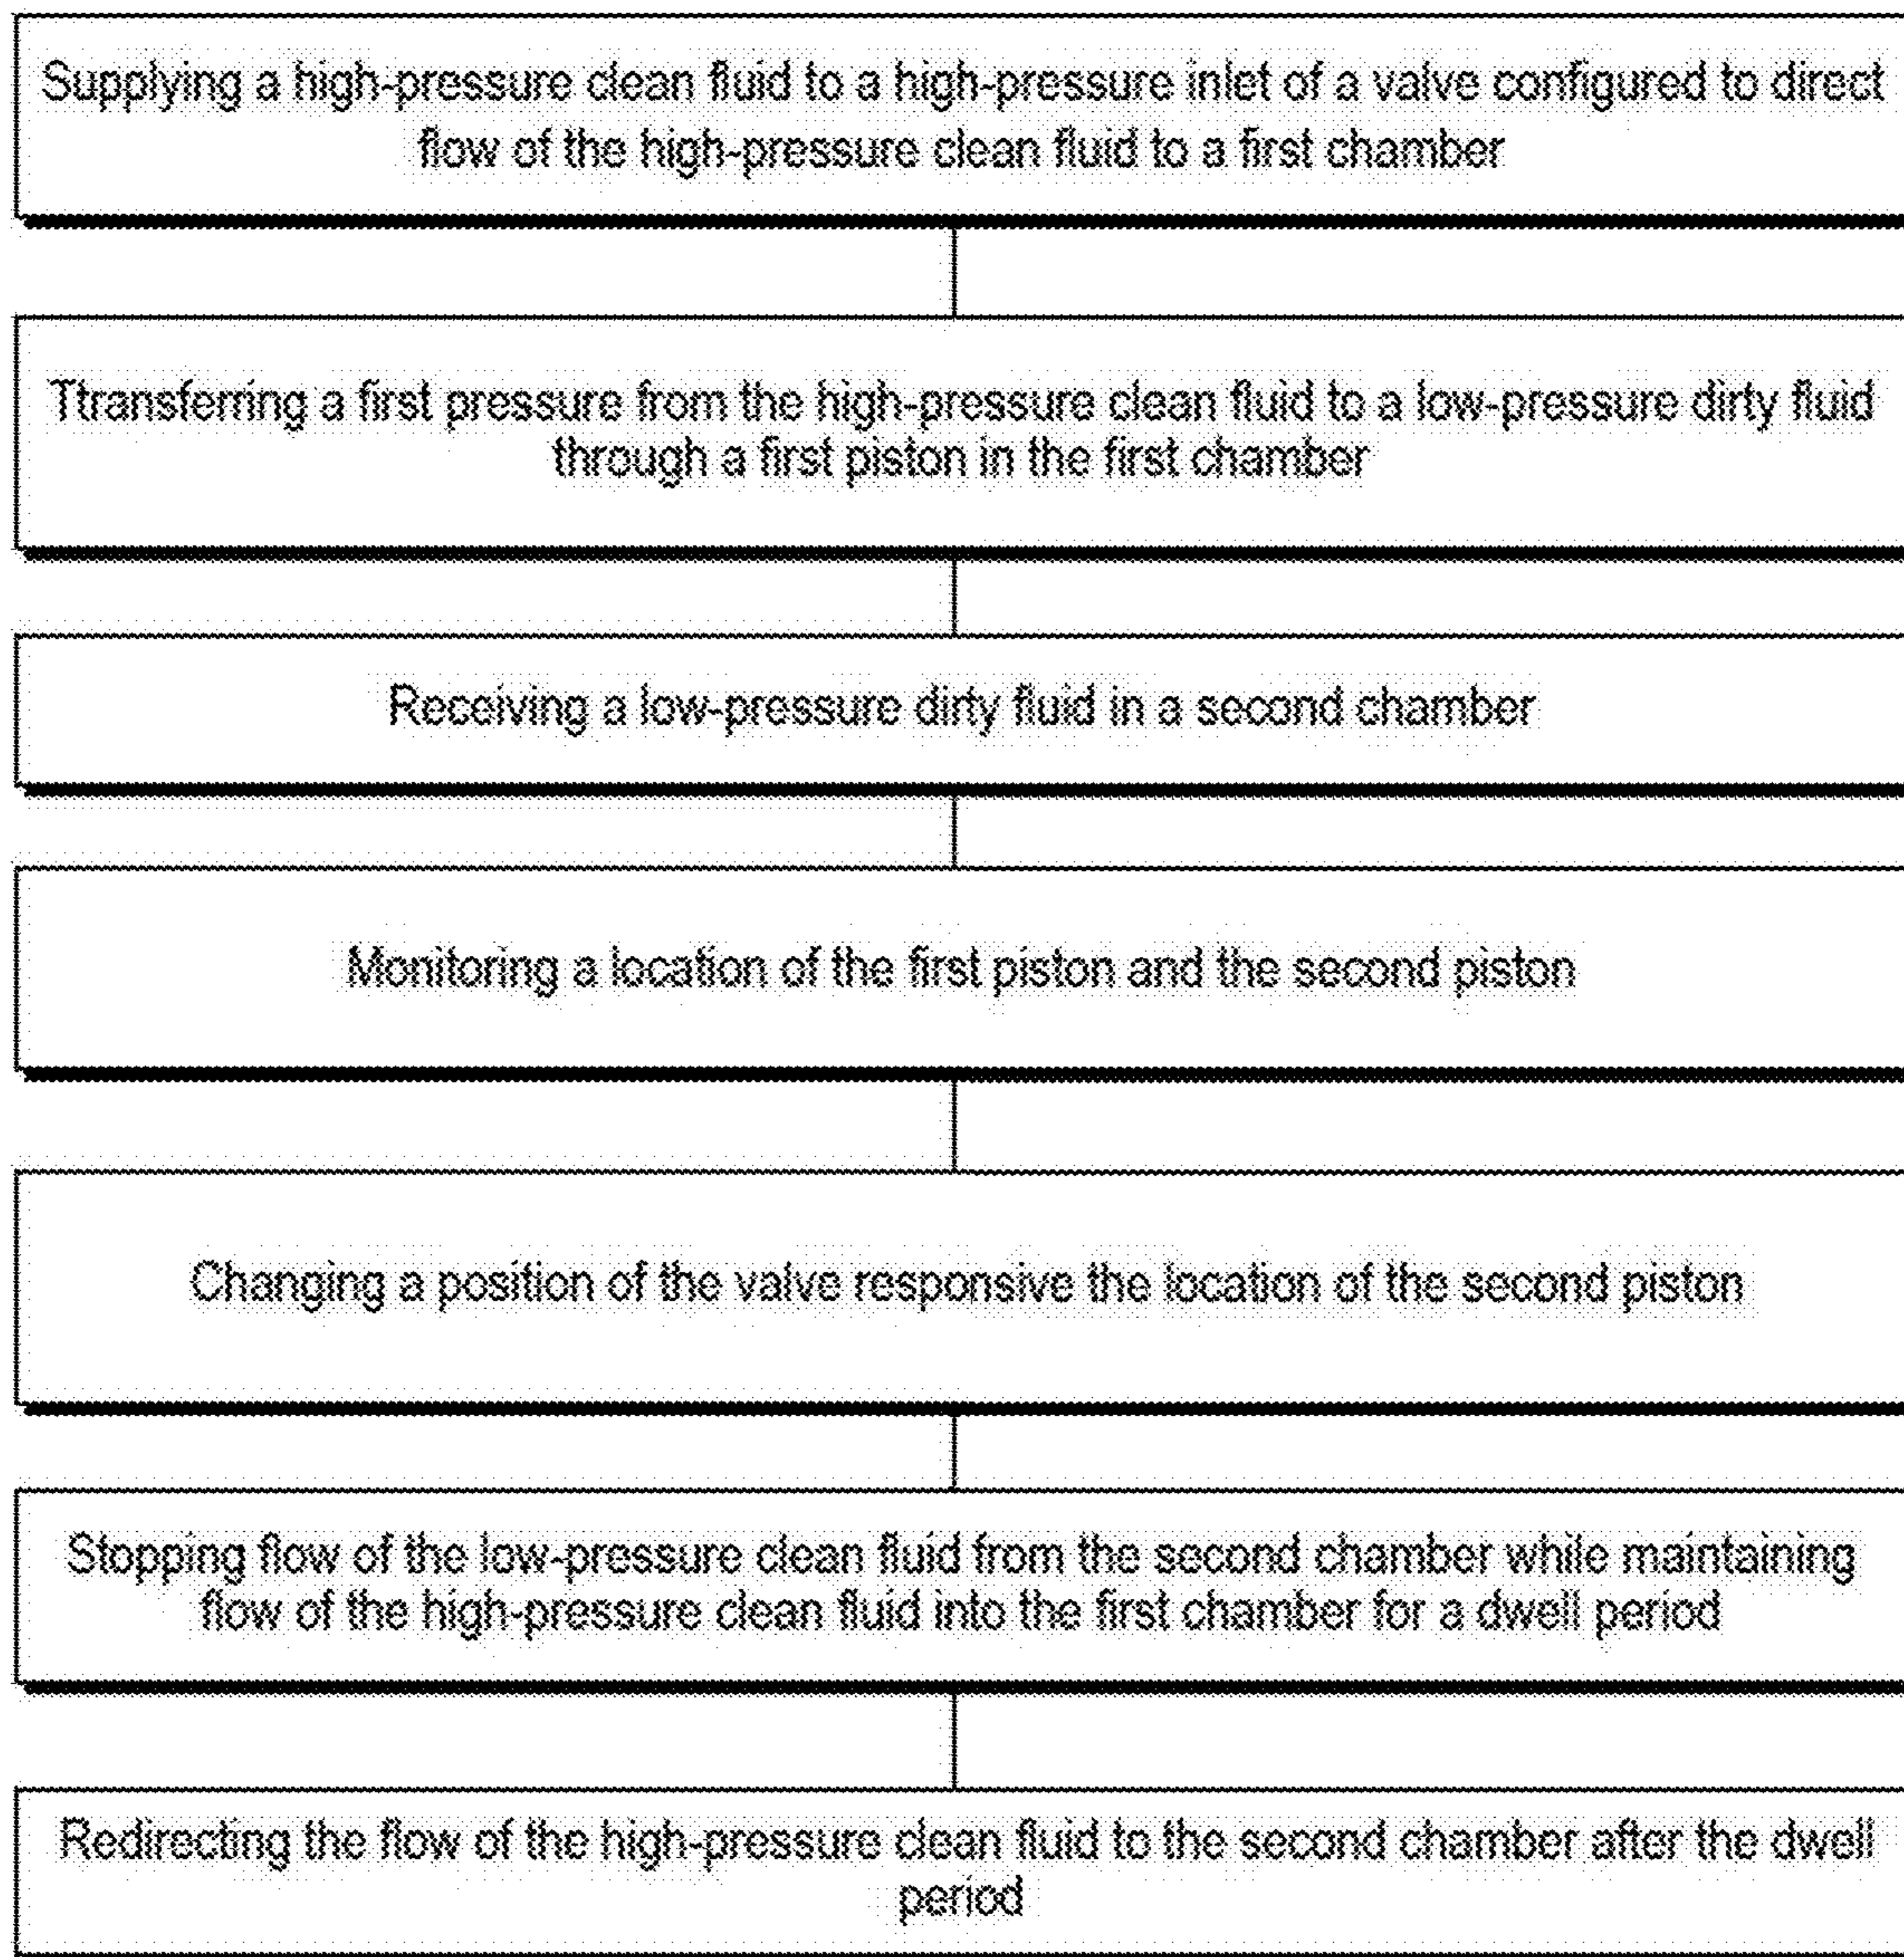 Supplying a high-pressure clean fluid to a high-pressure inlet of a valve configured to direct
flow of the high-pressure clean fluid to a first chamber
Ttransferring a first pressure from the high-pressure clean fluid to a low-pressure dirty fluid
through a first piston in the first chamber
Receiving a low-pressure dirty fluid in a second chamber
Monitoring a location of the first piston and the second piston
Changing a position of the valve responsive the location of the second piston
Stopping flow of the low-pressure clean fluid from the second chamber while maintaining
flow of the high-pressure clean fluid into the first chamber for a dwell period
Redirecting the flow of the high-pressure clean fluid to the second chamber after the dwell
period